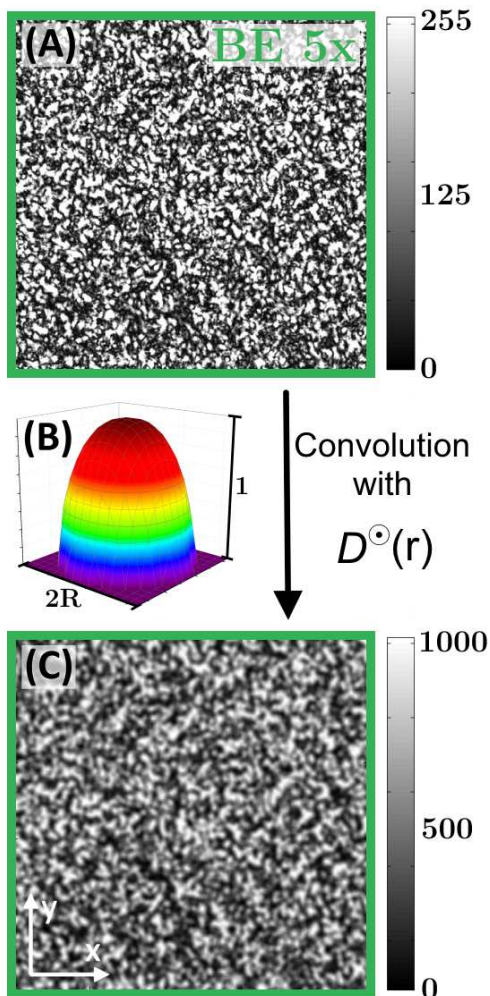 (A)
BE 5x
255
125
0
(B)
1
2R
Convolution
with
D⊙(r)
(C)
1000
500
0
y
x